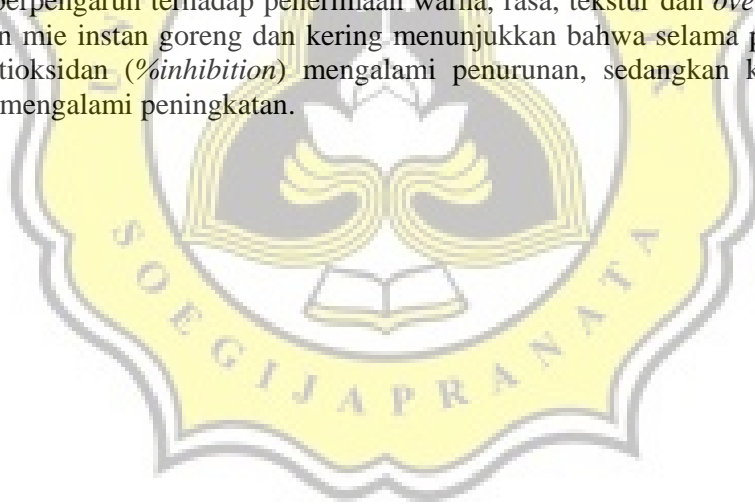 berpengaruh terhadap penerimaan warna, rasa, tekstur dan
n mie instan goreng dan kering menunjukkan bahwa selama p
tioksidan (%inhibition) mengalami penurunan, sedangkan k
mengalami peningkatan.
SOEGIJAPRANATA